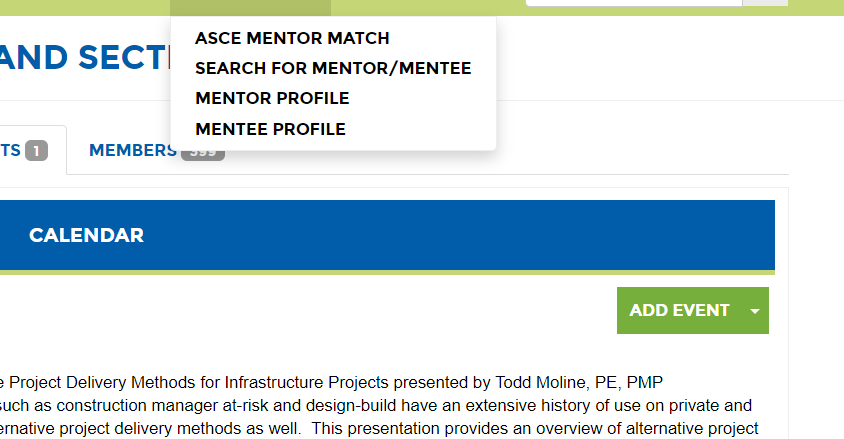 ASCE MENTOR MATCH
AND SECTI
SEARCH FOR MENTOR/MENTEE
MENTOR PROFILE
MENTEE PROFILE
TS 1
MEMBERS 399
CALENDAR
ADD EVENT
e Project Delivery Methods for Infrastructure Projects presented by Todd Moline, PE, PMP
such as construction manager at-risk and design-build have an extensive history of use on private and
ernative project delivery methods as well. This presentation provides an overview of alternative project